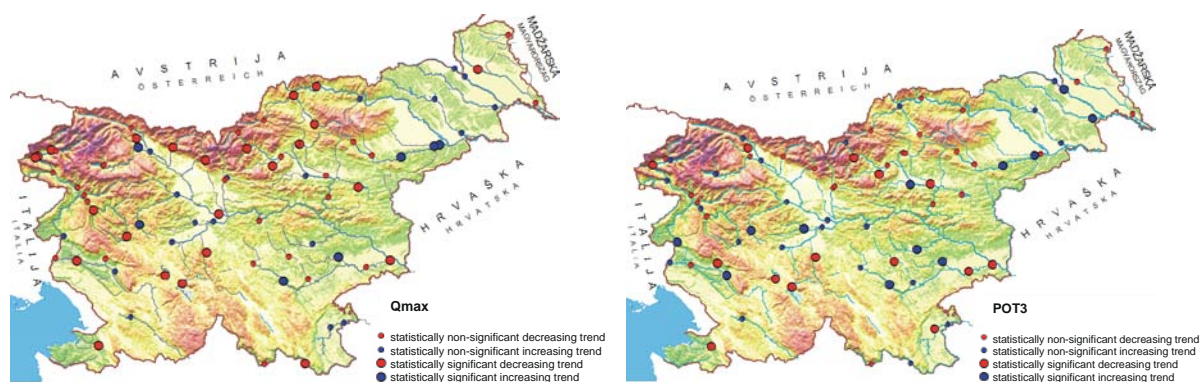 AVSTRIJA
ÖSTERREICH
MADŽARSKA
MAGYARORSZÁG
ITALIJA
ITALIA
HRVAŠKA
HRVATSKA
Qmax
statistically non-significant decreasing trend
statistically non-significant increasing trend
statistically significant decreasing trend
statistically significant increasing trend
AVSTRIJA
ÖSTERREICH
MADŽARSKA
MAGYARORSZÁG
ITALIJA
ITALIA
HRVAŠKA
HRVATSKA
POT3
statistically non-significant decreasing trend
statistically non-significant increasing trend
statistically significant decreasing trend
statistically significant increasing trend